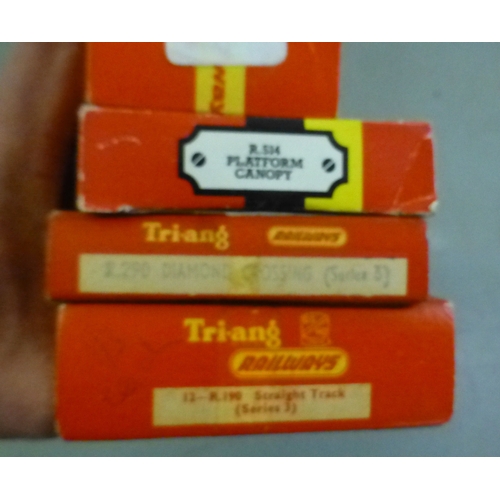 R.514
PLATFORM
CANOPY
Tri-ang RAILWAYS
R.290 DIAMOND CROSSING (Series 3)
Tri-ang
RAILWAYS
12—R.190 Straight Track
(Series 3)